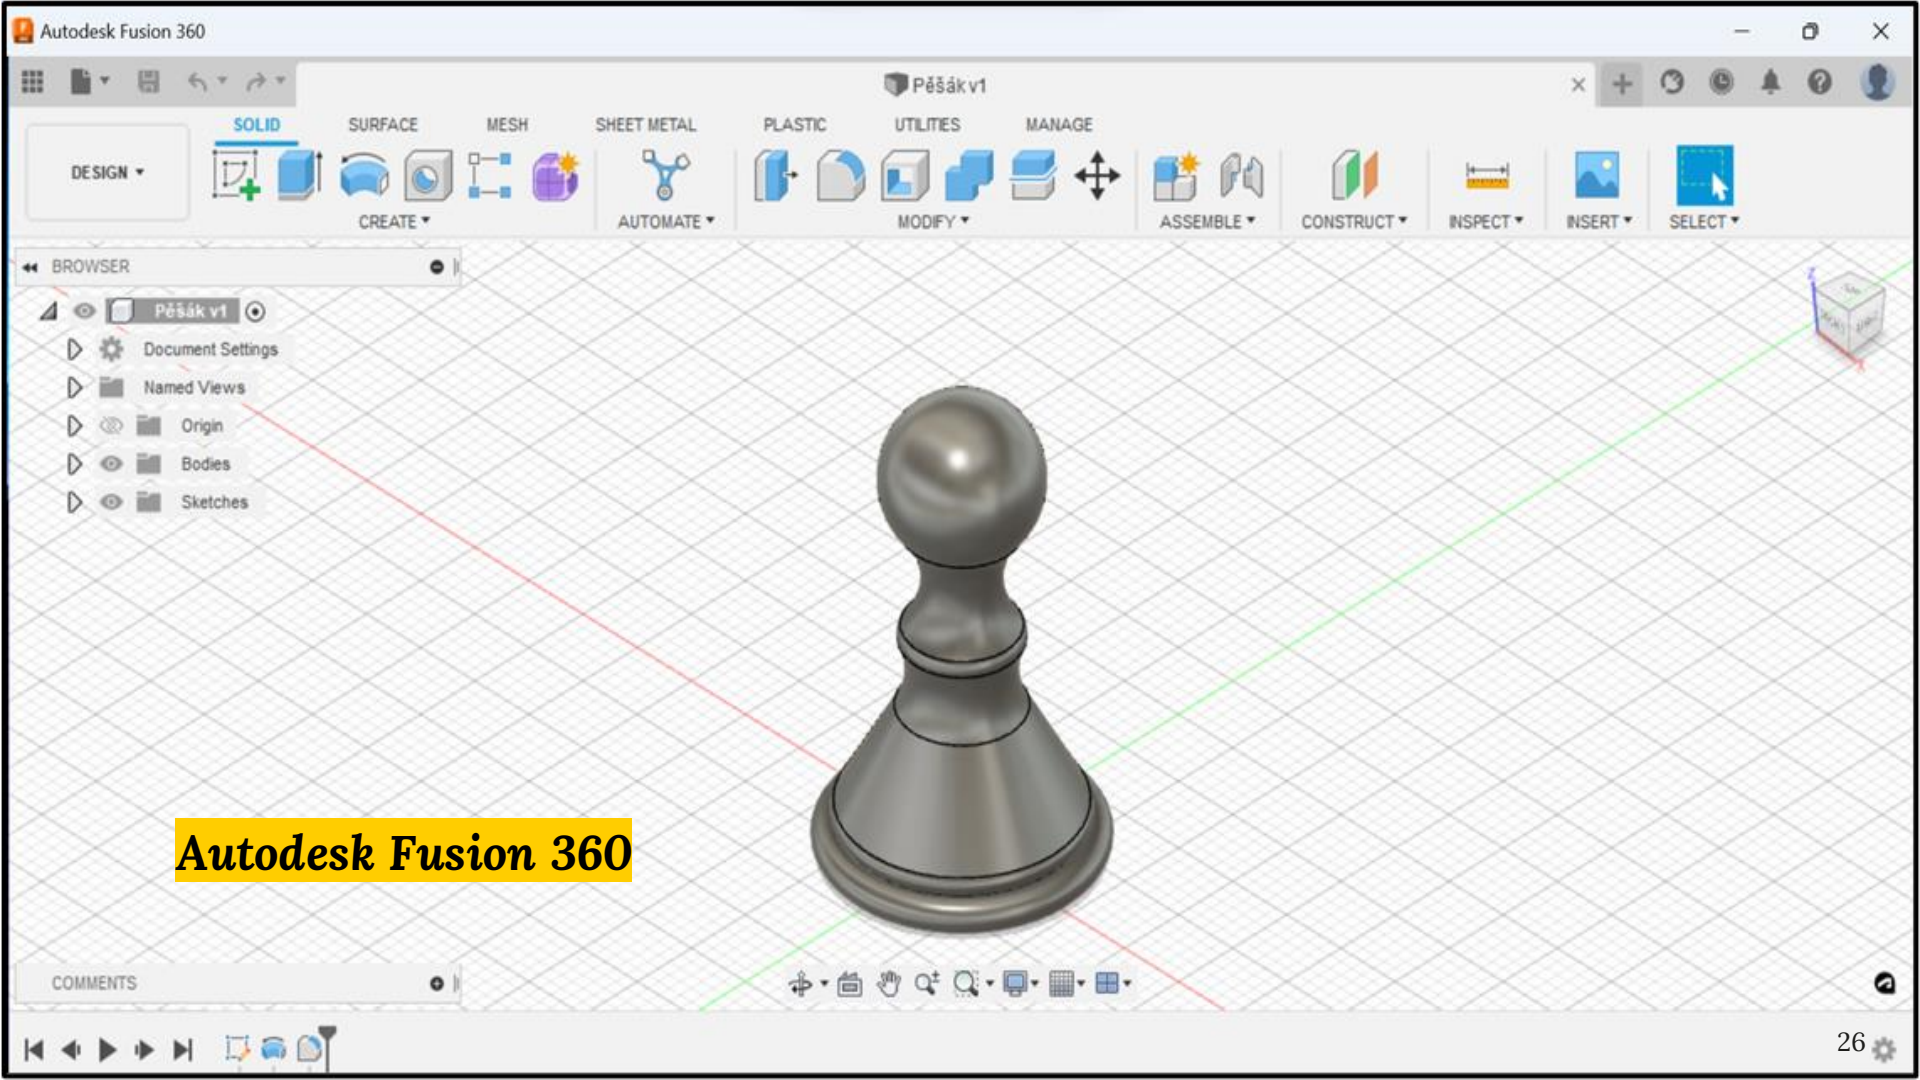 Autodesk Fusion 360
Pěšák v1
SOLID SURFACE MESH SHEET METAL PLASTIC UTILITIES MANAGE
DESIGN
CREATE AUTOMATE MODIFY ASSEMBLE CONSTRUCT INSPECT INSERT SELECT
BROWSER
Pěšák v1
Document Settings
Named Views
Origin
Bodies
Sketches
Z
X
Autodesk Fusion 360
COMMENTS
26